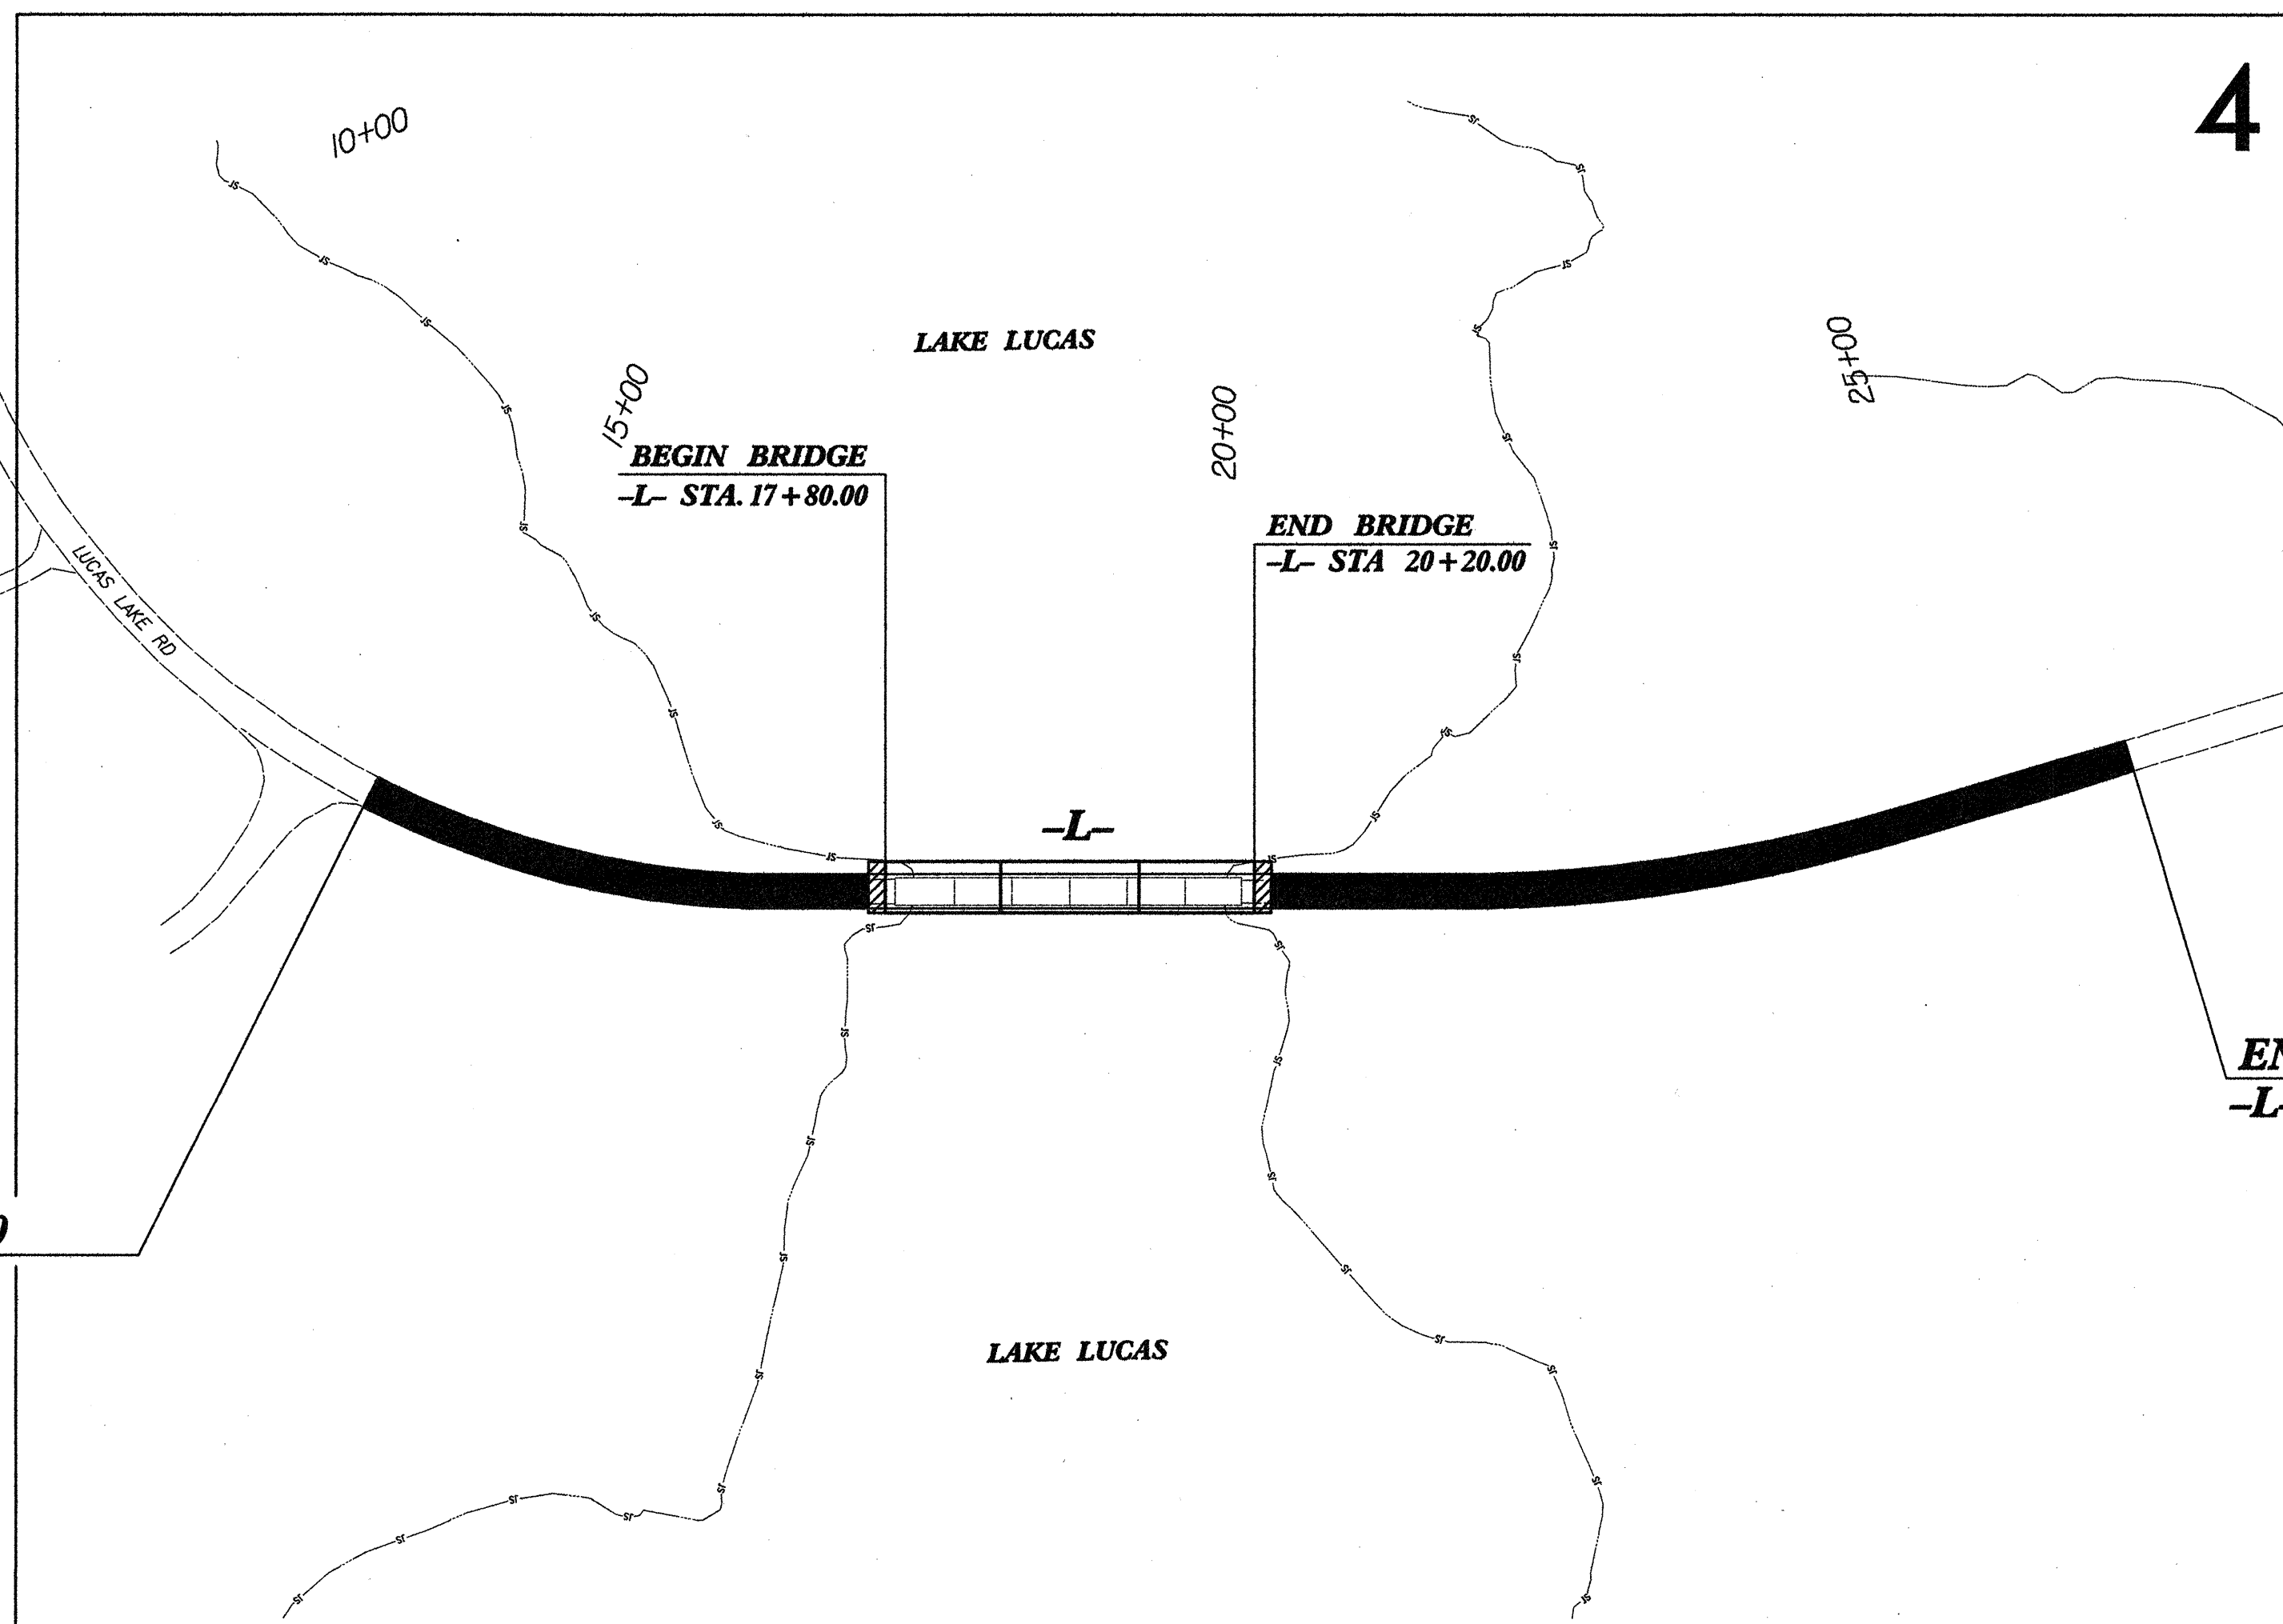 4
10+00
LAKE LUCAS
25+00
15+00
20+00
BEGIN BRIDGE
-L- STA. 17+80.00
END BRIDGE
-L- STA 20+20.00
LUCAS LAKE RD
-L-
-L-
LAKE LUCAS